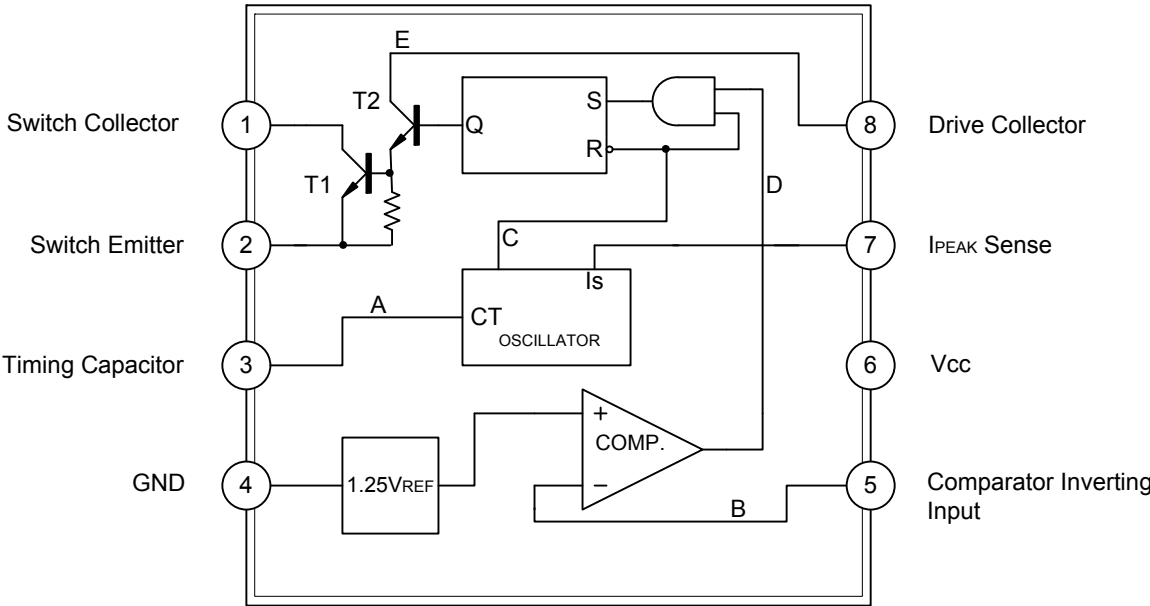 E
T2
S
Switch Collector
1
Q
8
Drive Collector
R
T1
D
Switch Emitter
2
C
7
IPEAK Sense
Is
A
CT
OSCILLATOR
Timing Capacitor
3
6
Vcc
+
COMP.
GND
4
1.25VREF
−
5
Comparator Inverting
Input
B